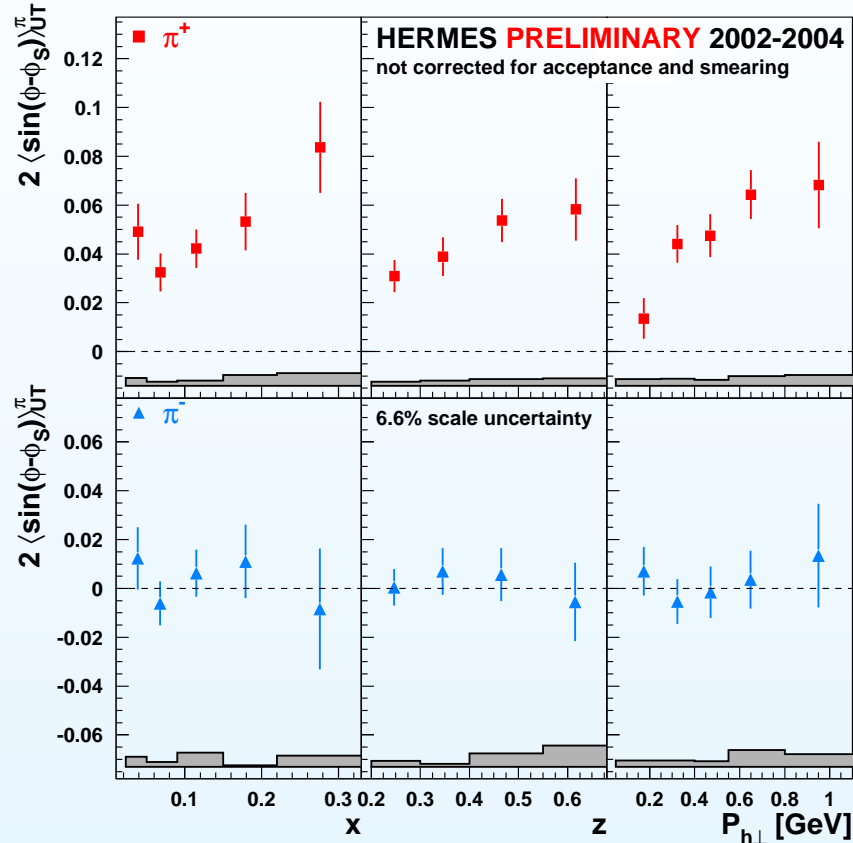 2 ⟨sin(ϕ-ϕS)⟩πUT
π+
HERMES PRELIMINARY 2002-2004
not corrected for acceptance and smearing
0.12
0.1
0.08
0.06
0.04
0.02
0
2 ⟨sin(ϕ-ϕS)⟩πUT
π-
6.6% scale uncertainty
0.06
0.04
0.02
0
-0.02
-0.04
-0.06
0.1 0.2 0.3
0.2 0.3 0.4 0.5 0.6
0.2 0.4 0.6 0.8 1
x
z
Ph⊥ [GeV]